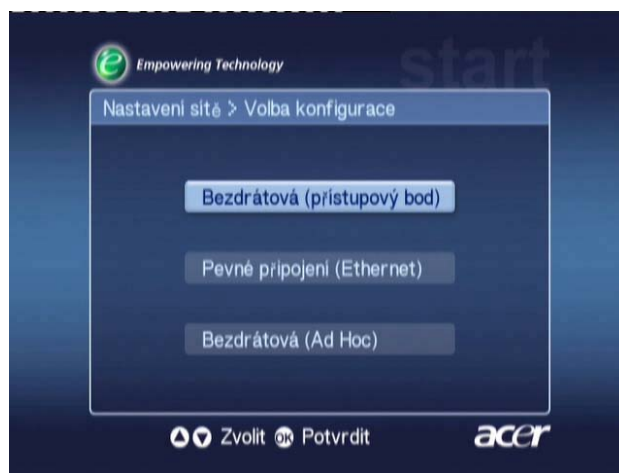 Empowering Technology
start
Nastavení sítě > Volba konfigurace
Bezdrátová (přístupový bod)
Pevné připojení (Ethernet)
Bezdrátová (Ad Hoc)
Zvolit OK Potvrdit
acer